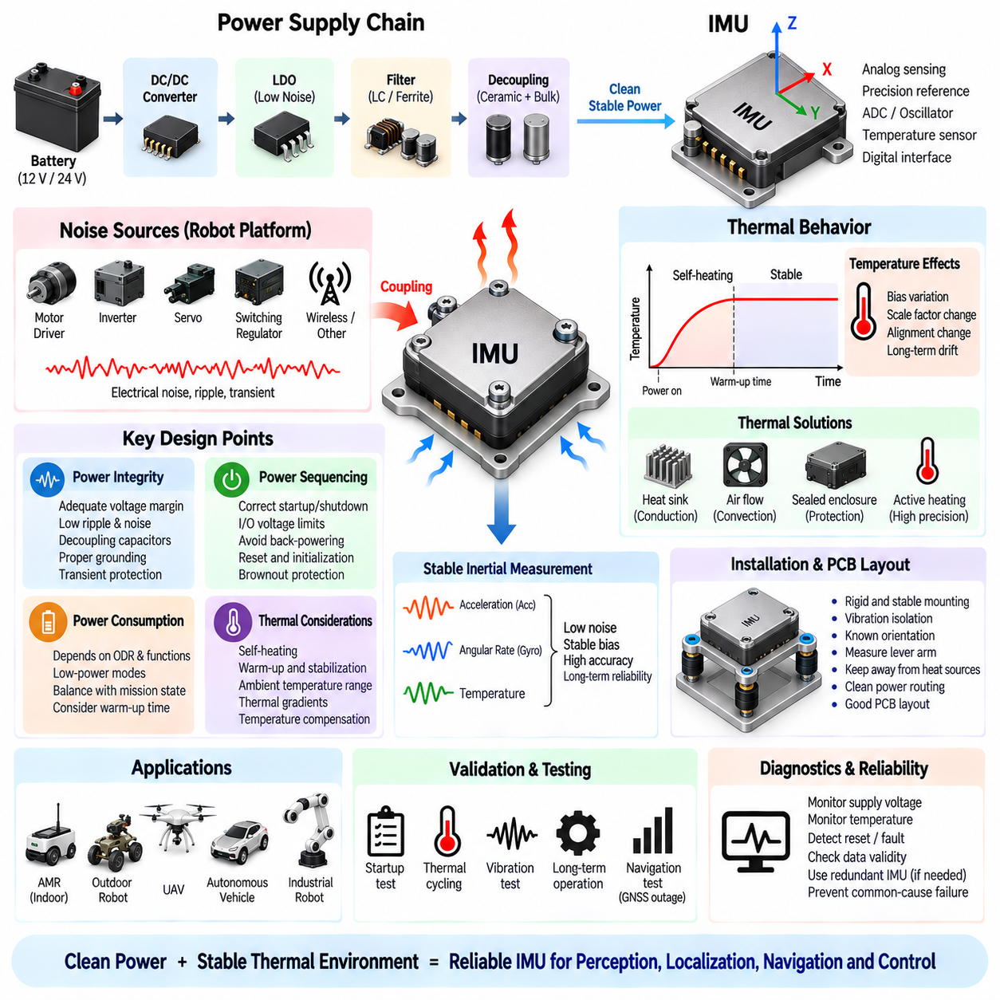 Power Supply Chain
Battery
(12 V / 24 V)
DC/DC
Converter
LDO
(Low Noise)
Filter
(LC / Ferrite)
Decoupling
(Ceramic + Bulk)
Clean
Stable Power
IMU
Z
X
Y
IMU
Analog sensing
Precision reference
ADC / Oscillator
Temperature sensor
Digital interface
Noise Sources (Robot Platform)
Motor
Driver
Inverter
Servo
Switching
Regulator
Wireless /
Other
Electrical noise, ripple, transient
Coupling
IMU
Thermal Behavior
Temperature
Self-heating
Stable
Power on
Warm-up time
Time
Temperature Effects
Bias variation
Scale factor change
Alignment change
Long-term drift
Thermal Solutions
Heat sink
(Conduction)
Air flow
(Convection)
Sealed enclosure
(Protection)
Active heating
(High precision)
Key Design Points
Power Integrity
Adequate voltage margin
Low ripple & noise
Decoupling capacitors
Proper grounding
Transient protection
Power Sequencing
Correct startup/shutdown
I/O voltage limits
Avoid back-powering
Reset and initialization
Brownout protection
Power Consumption
Depends on ODR & functions
Low-power modes
Balance with mission state
Consider warm-up time
Thermal Considerations
Self-heating
Warm-up and stabilization
Ambient temperature range
Thermal gradients
Temperature compensation
Stable Inertial Measurement
Acceleration (Acc)
Angular Rate (Gyro)
Temperature
Low noise
Stable bias
High accuracy
Long-term reliability
Installation & PCB Layout
IMU
• Rigid and stable mounting
• Vibration isolation
• Known orientation
• Measure lever arm
• Keep away from heat sources
• Clean power routing
• Good PCB layout
Applications
AMR
(Indoor)
Outdoor
Robot
UAV
Autonomous
Vehicle
Industrial
Robot
Validation & Testing
Startup
test
Thermal
cycling
Vibration
test
Long-term
operation
Navigation
test
(GNSS outage)
Diagnostics & Reliability
Monitor supply voltage
Monitor temperature
Detect reset / fault
Check data validity
Use redundant IMU (if needed)
Prevent common-cause failure
Clean Power + Stable Thermal Environment = Reliable IMU for Perception, Localization, Navigation and Control